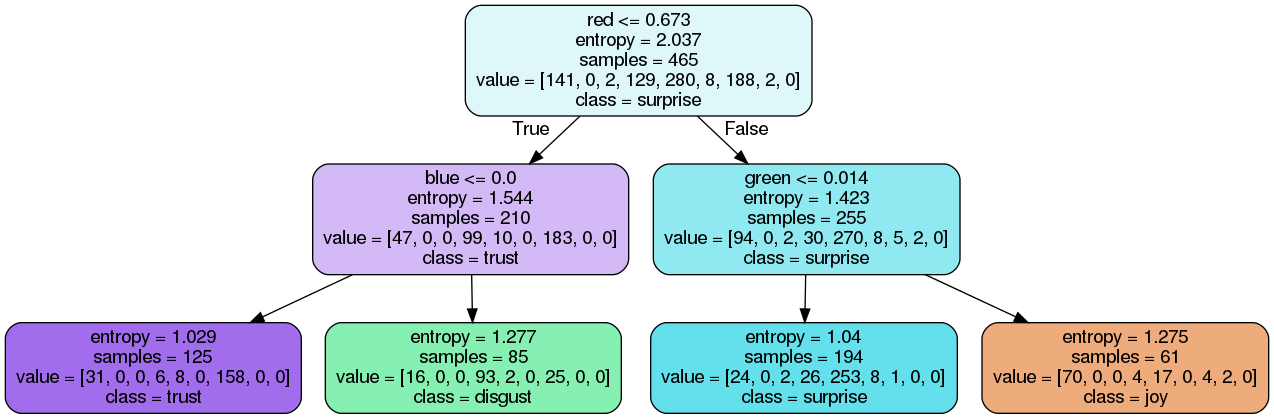 red <= 0.673
entropy = 2.037
samples = 465
value = [141, 0, 2, 129, 280, 8, 188, 2, 0]
class = surprise
True
False
blue <= 0.0
entropy = 1.544
samples = 210
value = [47, 0, 0, 99, 10, 0, 183, 0, 0]
class = trust
green <= 0.014
entropy = 1.423
samples = 255
value = [94, 0, 2, 30, 270, 8, 5, 2, 0]
class = surprise
entropy = 1.029
samples = 125
value = [31, 0, 0, 6, 8, 0, 158, 0, 0]
class = trust
entropy = 1.277
samples = 85
value = [16, 0, 0, 93, 2, 0, 25, 0, 0]
class = disgust
entropy = 1.04
samples = 194
value = [24, 0, 2, 26, 253, 8, 1, 0, 0]
class = surprise
entropy = 1.275
samples = 61
value = [70, 0, 0, 4, 17, 0, 4, 2, 0]
class = joy